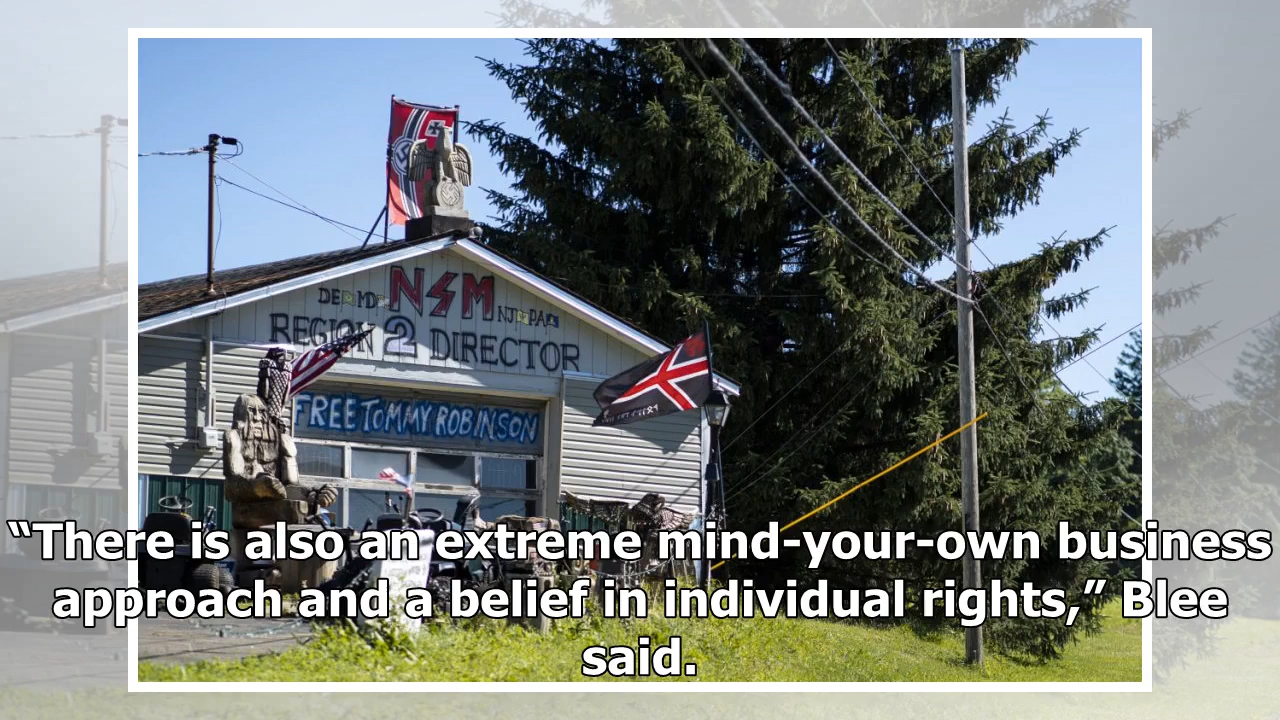 DE MD NSM NJ PA
REGION 2 DIRECTOR
FREE TOMMY ROBINSON
“There is also an extreme mind-your-own business
approach and a belief in individual rights,” Blee
said.